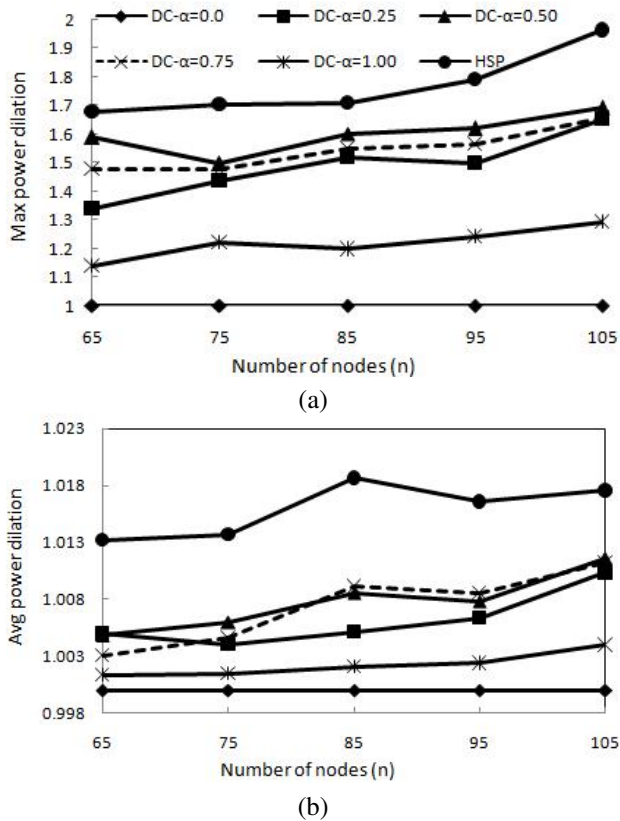 DC-α=0.0 DC-α=0.25 DC-α=0.50
DC-α=0.75 DC-α=1.00 HSP
2
1.9
1.8
1.7
1.6
1.5
1.4
1.3
1.2
1.1
1
Max power dilation
65 75 85 95 105
Number of nodes (n)
(a)
1.023
1.018
1.013
1.008
1.003
0.998
Avg power dilation
65 75 85 95 105
Number of nodes (n)
(b)